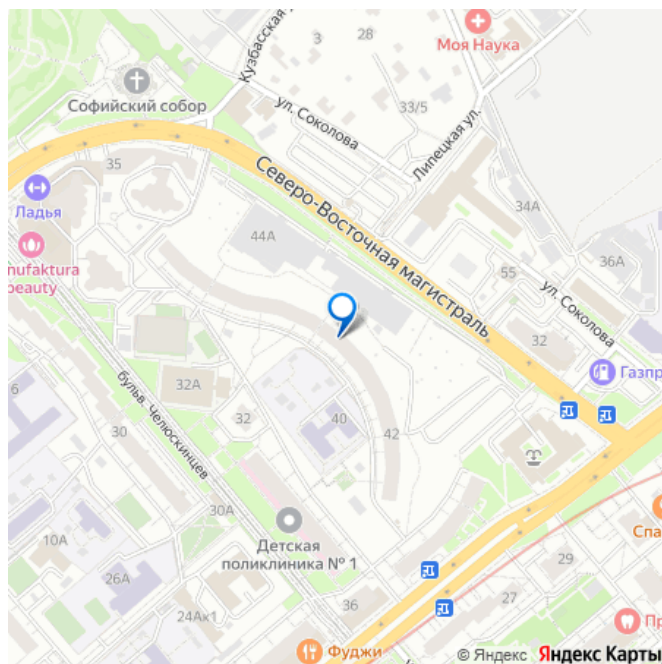 Кузбасская
3
28
Моя Наука
Софийский собор
ул. Соколова
33/5
Липецкая ул.
35
Северо-Восточная магистраль
34А
Ладья
44А
36А
nufaktura
beauty
55
ул. Соколова
32
Газпр
бульв. Челюскинцев
32А
6
30
32
40
42
30А
10А
Детская
поликлиника № 1
26А
24Ак1
36
29
27
Спа
Пр
Фуджи
© Яндекс Яндекс Карты